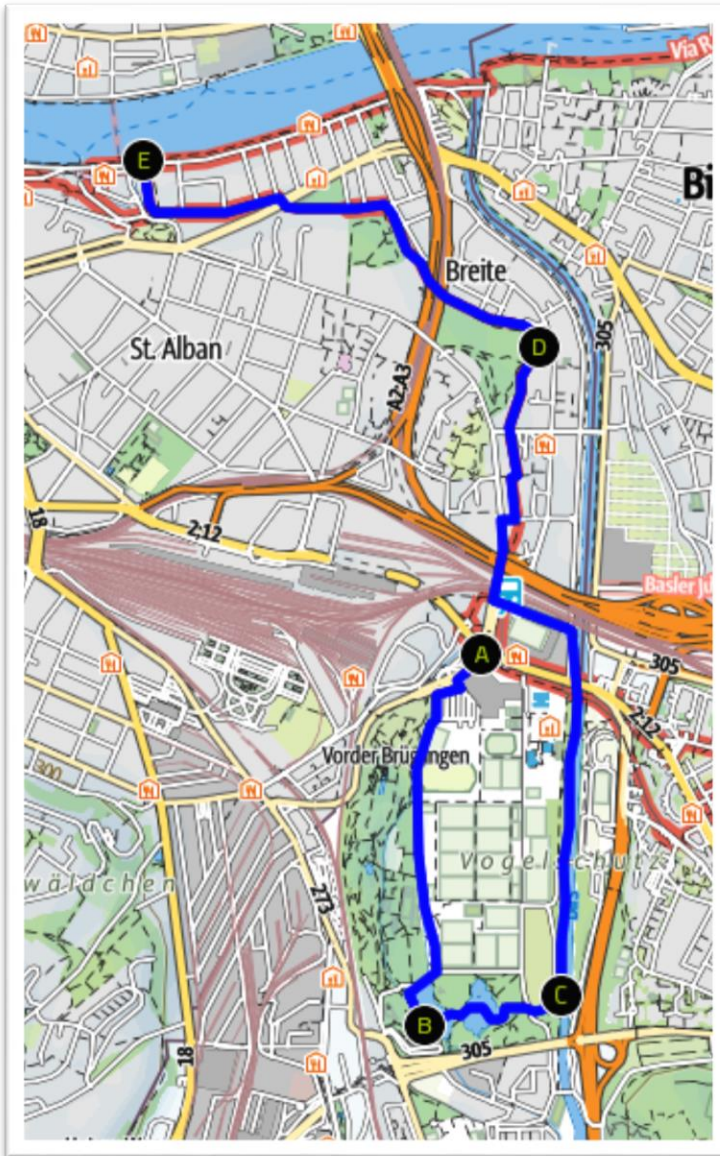 Via R
E
Bi
Breite
D
305
St. Alban
A2:A3
18
2:12
Basler Ju
A
305
2:12
Vorder Brüglingen
300
Vogelschutz
wäldchen
273
C
B
305
18